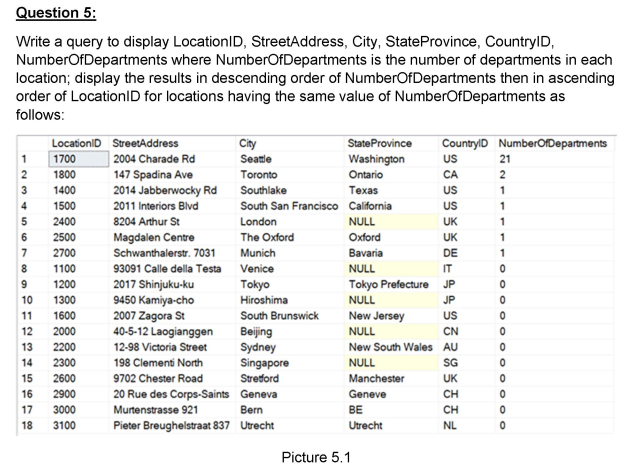 Question 5:
Write a query to display LocationID, StreetAddress, City, StateProvince, CountryID,
NumberOfDepartments where NumberOfDepartments is the number of departments in each
location; display the results in descending order of NumberOfDepartments then in ascending
order of LocationID for locations having the same value of NumberOfDepartments as
follows:
LocationID StreetAddress City StateProvince CountryID NumberOfDepartments
1 1700 2004 Charade Rd Seattle Washington US 21
2 1800 147 Spadina Ave Toronto Ontario CA 2
3 1400 2014 Jabberwocky Rd Southlake Texas US 1
4 1500 2011 Interiors Blvd South San Francisco California US 1
5 2400 8204 Arthur St London NULL UK 1
6 2500 Magdalen Centre The Oxford Oxford UK 1
7 2700 Schwanthalerstr. 7031 Munich Bavaria DE 1
8 1100 93091 Calle della Testa Venice NULL IT 0
9 1200 2017 Shinjuku-ku Tokyo Tokyo Prefecture JP 0
10 1300 9450 Kamiya-cho Hiroshima NULL JP 0
11 1600 2007 Zagora St South Brunswick New Jersey US 0
12 2000 40-5-12 Laogianggen Beijing NULL CN 0
13 2200 12-98 Victoria Street Sydney New South Wales AU 0
14 2300 198 Clementi North Singapore NULL SG 0
15 2600 9702 Chester Road Stretford Manchester UK 0
16 2900 20 Rue des Corps-Saints Geneva Geneve CH 0
17 3000 Murtenstrasse 921 Bern BE CH 0
18 3100 Pieter Breughelstraat 837 Utrecht Utrecht NL 0
Picture 5.1